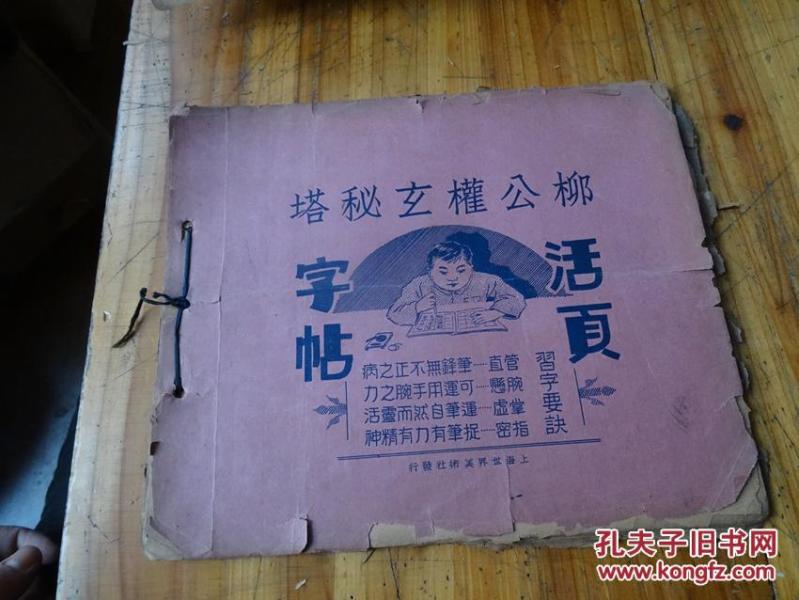 柳公權玄秘塔
活頁
字帖
習字要訣
管直┈筆鋒無不正之病
腕懸┈可運用手腕之力
掌虛┈運筆自然而靈活
指密┈捉筆有力有精神
上海世界美術社發行
孔夫子旧书网
www.kongfz.com